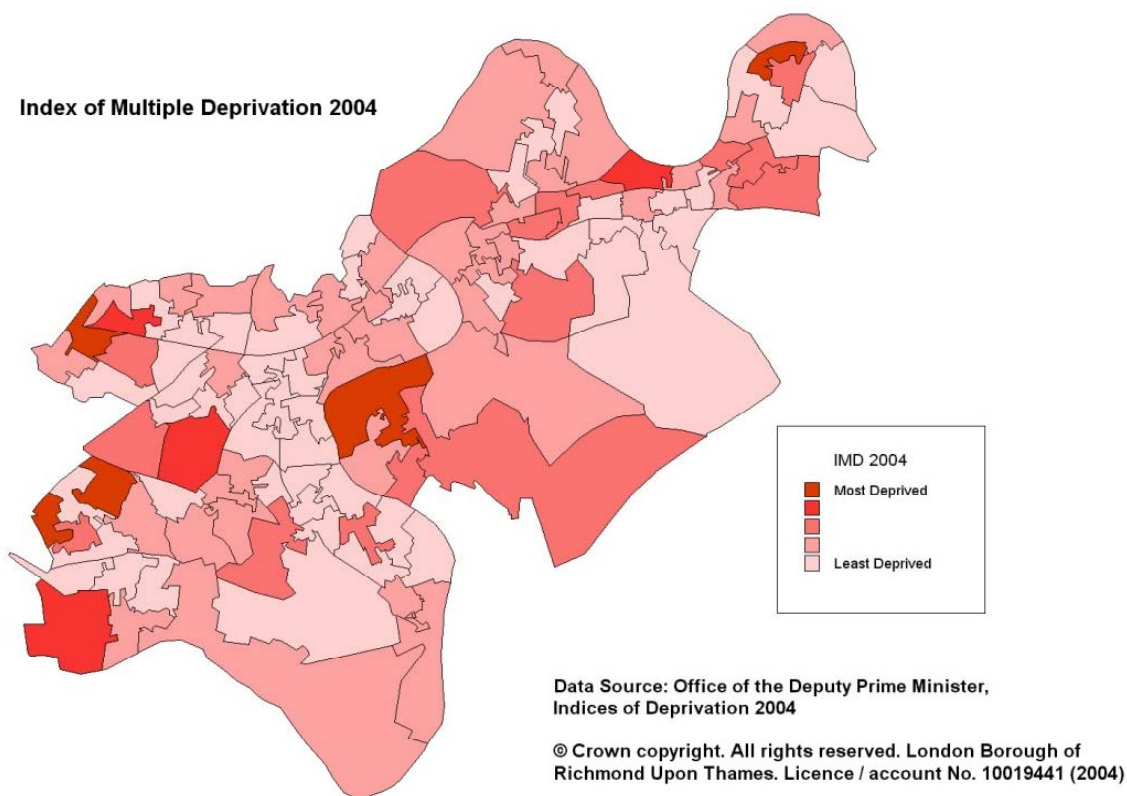 Index of Multiple Deprivation 2004
IMD 2004
Most Deprived
Least Deprived
Data Source: Office of the Deputy Prime Minister,
Indices of Deprivation 2004
© Crown copyright. All rights reserved. London Borough of
Richmond Upon Thames. Licence / account No. 10019441 (2004)